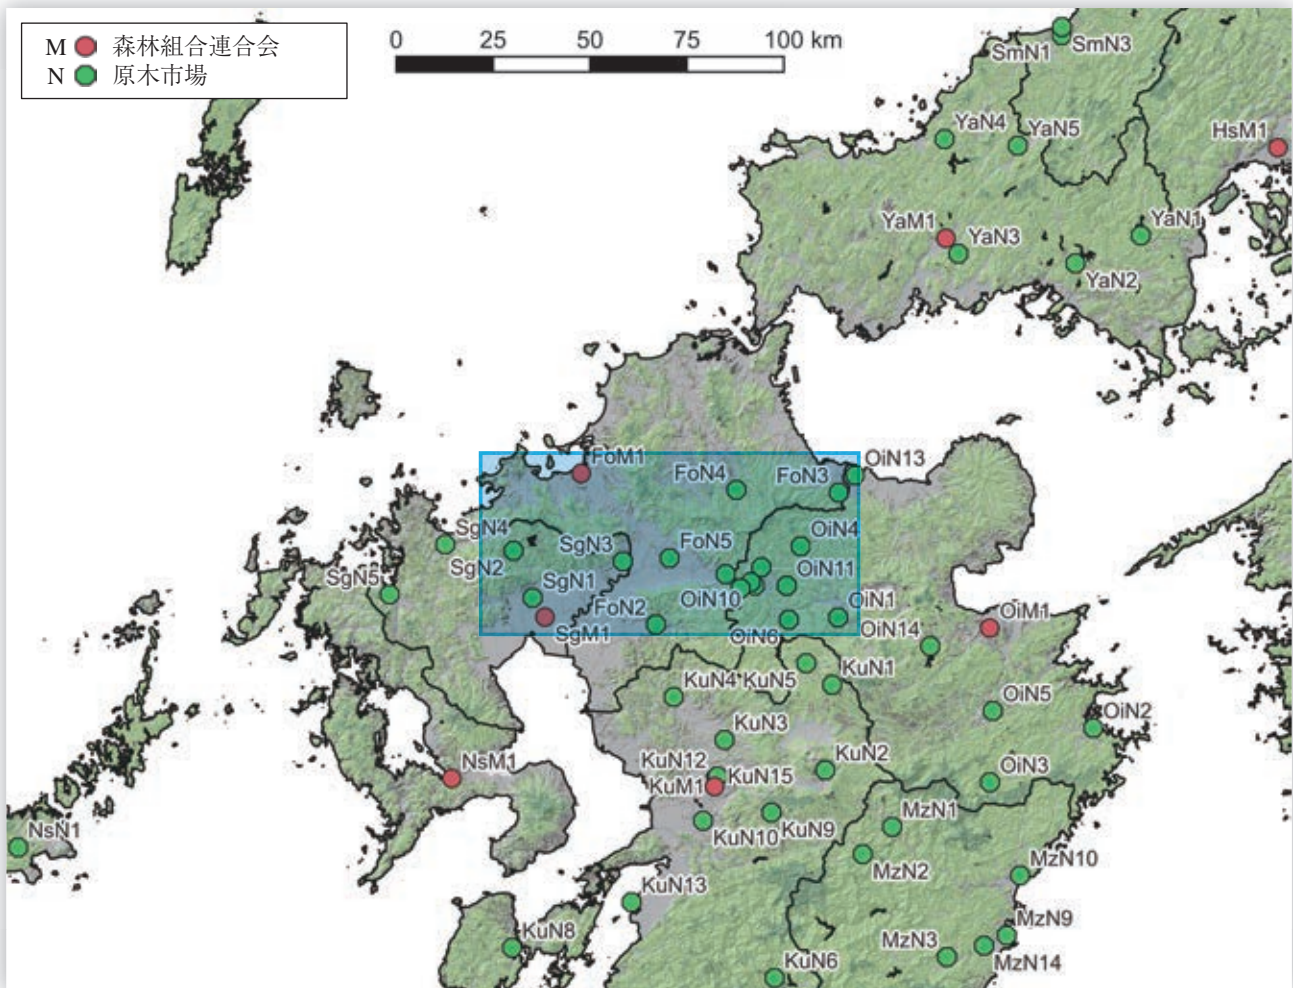 M 森林組合連合会
N 原木市場
0 25 50 75 100 km
SmN1 SmN3
YaN4 YaN5 HsM1
YaM1 YaN3 YaN1
YaN2
FoM1 OiN13
FoN4 FoN3
SgN4 OiN4
SgN3 FoN5
SgN2 OiN11
SgN5 SgN1
OiN10 OiN1
FoN2 OiM1
SgM1 OiN6 OiN14
KuN4 KuN5 KuN1
OiN5 OiN2
KuN3
KuN2
NsM1 KuN12 KuN15 OiN3
KuM1
MzN1
NsN1 KuN10 KuN9
MzN2 MzN10
KuN13
MzN9
KuN8 MzN3
MzN14
KuN6